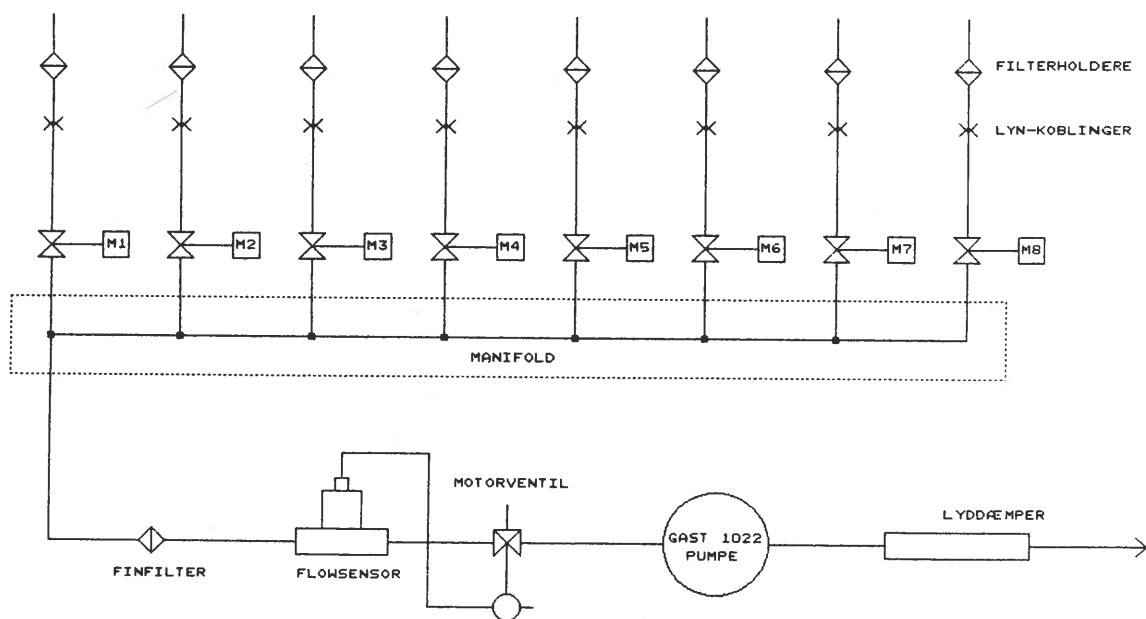 FILTERHOLDERE
LYN-KOBLINGER
M1
M2
M3
M4
M5
M6
M7
M8
MANIFOLD
MOTORVENTIL
LYDDÆMPER
GAST 1022
PUMPE
FINFILTER
FLOWSENSOR